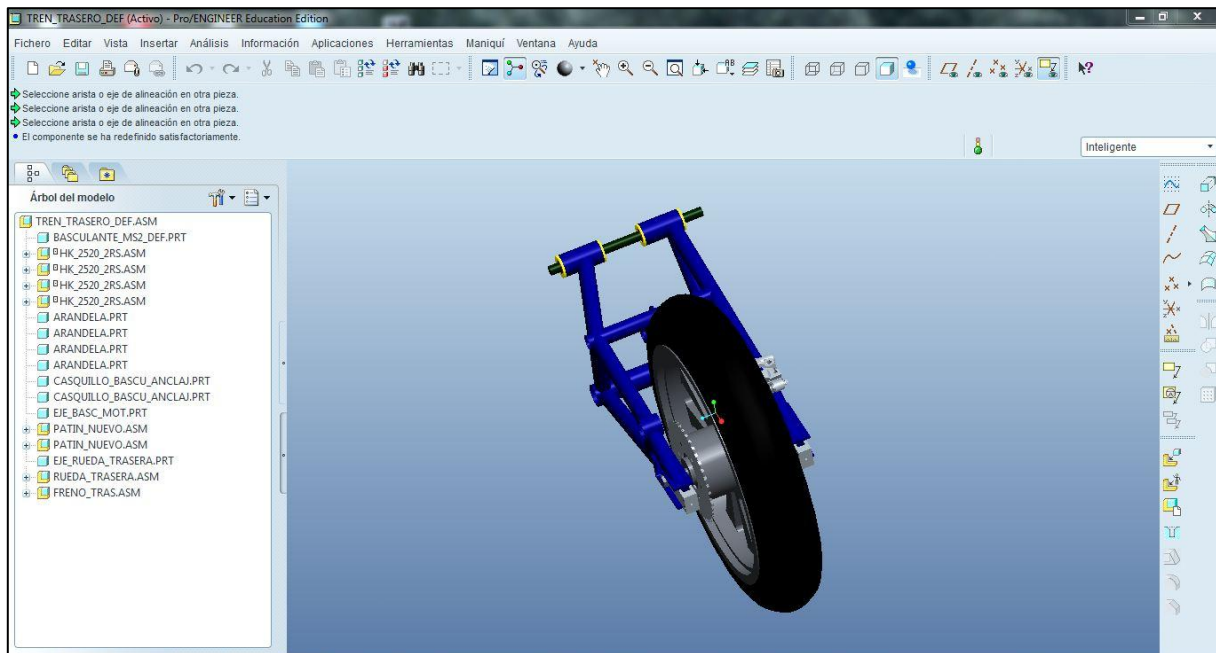 TREN_TRASERO_DEF (Activo) - Pro/ENGINEER Education Edition
Fichero Editar Vista Insertar Análisis Información Aplicaciones Herramientas Maniquí Ventana Ayuda
Seleccione arista o eje de alineación en otra pieza.
Seleccione arista o eje de alineación en otra pieza.
Seleccione arista o eje de alineación en otra pieza.
El componente se ha redefinido satisfactoriamente.
Inteligente
Árbol del modelo
TREN_TRASERO_DEF.ASM
BASCULANTE_MS2_DEF.PRT
HK_2520_2RS.ASM
HK_2520_2RS.ASM
HK_2520_2RS.ASM
HK_2520_2RS.ASM
ARANDELA.PRT
ARANDELA.PRT
ARANDELA.PRT
ARANDELA.PRT
CASQUILLO_BASCU_ANCLAJ.PRT
CASQUILLO_BASCU_ANCLAJ.PRT
EJE_BASC_MOT.PRT
PATIN_NUEVO.ASM
PATIN_NUEVO.ASM
EJE_RUEDA_TRASERA.PRT
RUEDA_TRASERA.ASM
FRENO_TRAS.ASM